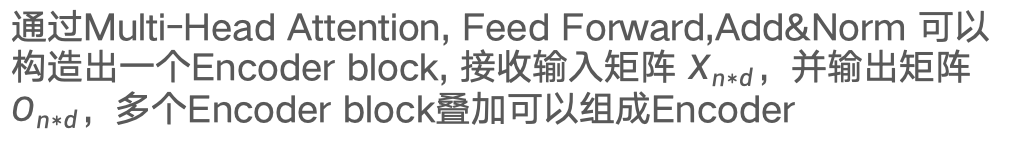 通过Multi-Head Attention, Feed Forward,Add&Norm 可以
构造出一个Encoder block, 接收输入矩阵 X_{n*d}，并输出矩阵
O_{n*d}，多个Encoder block叠加可以组成Encoder